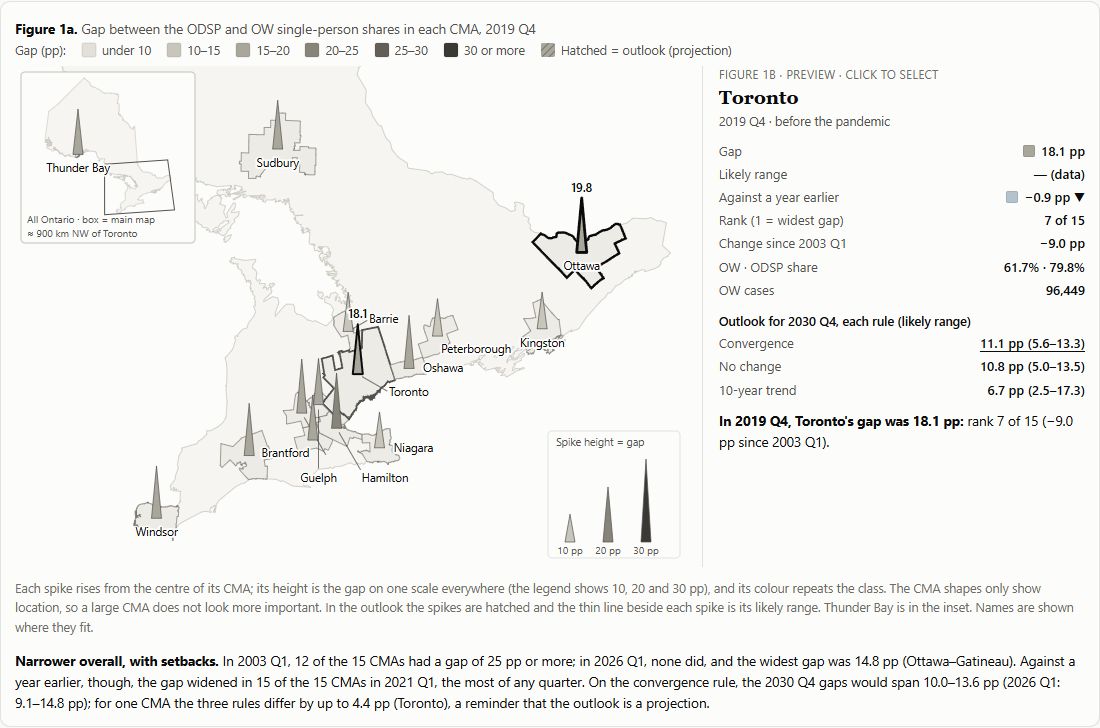 Figure 1a. Gap between the ODSP and OW single-person shares in each CMA, 2019 Q4
Gap (pp): under 10 10–15 15–20 20–25 25–30 30 or more Hatched = outlook (projection)
Thunder Bay
All Ontario · box = main map
≈ 900 km NW of Toronto
Sudbury
19.8
Ottawa
18.1
Barrie
Peterborough
Kingston
Oshawa
Toronto
Brantford
Niagara
Guelph
Hamilton
Windsor
Spike height = gap
10 pp 20 pp 30 pp
FIGURE 1B · PREVIEW · CLICK TO SELECT
Toronto
2019 Q4 · before the pandemic
Gap 18.1 pp
Likely range — (data)
Against a year earlier −0.9 pp ▼
Rank (1 = widest gap) 7 of 15
Change since 2003 Q1 −9.0 pp
OW · ODSP share 61.7% · 79.8%
OW cases 96,449
Outlook for 2030 Q4, each rule (likely range)
Convergence 11.1 pp (5.6–13.3)
No change 10.8 pp (5.0–13.5)
10-year trend 6.7 pp (2.5–17.3)
In 2019 Q4, Toronto's gap was 18.1 pp: rank 7 of 15 (−9.0
pp since 2003 Q1).
Each spike rises from the centre of its CMA; its height is the gap on one scale everywhere (the legend shows 10, 20 and 30 pp), and its colour repeats the class. The CMA shapes only show
location, so a large CMA does not look more important. In the outlook the spikes are hatched and the thin line beside each spike is its likely range. Thunder Bay is in the inset. Names are shown
where they fit.
Narrower overall, with setbacks. In 2003 Q1, 12 of the 15 CMAs had a gap of 25 pp or more; in 2026 Q1, none did, and the widest gap was 14.8 pp (Ottawa–Gatineau). Against a
year earlier, though, the gap widened in 15 of the 15 CMAs in 2021 Q1, the most of any quarter. On the convergence rule, the 2030 Q4 gaps would span 10.0–13.6 pp (2026 Q1:
9.1–14.8 pp); for one CMA the three rules differ by up to 4.4 pp (Toronto), a reminder that the outlook is a projection.